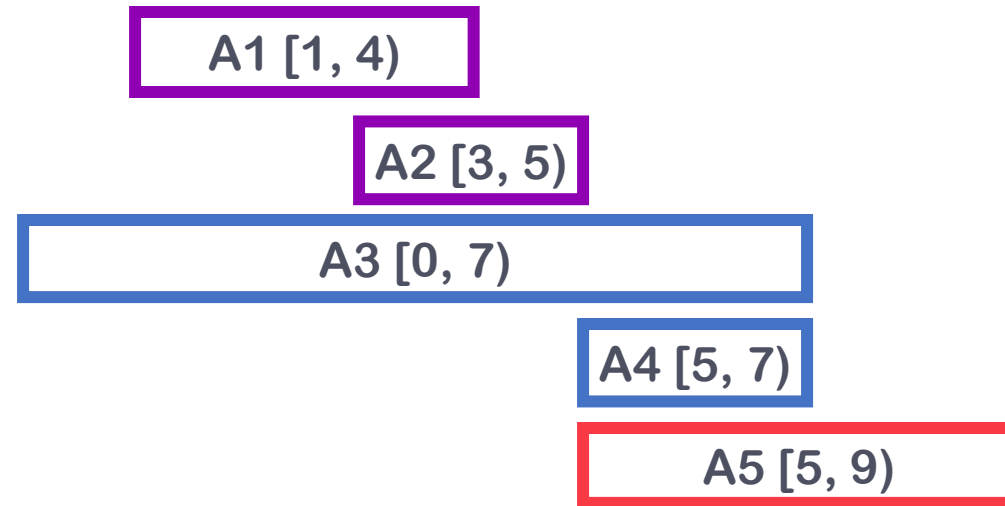 A1 [1, 4)
A2 [3, 5)
A3 [0, 7)
A4 [5, 7)
A5 [5, 9)